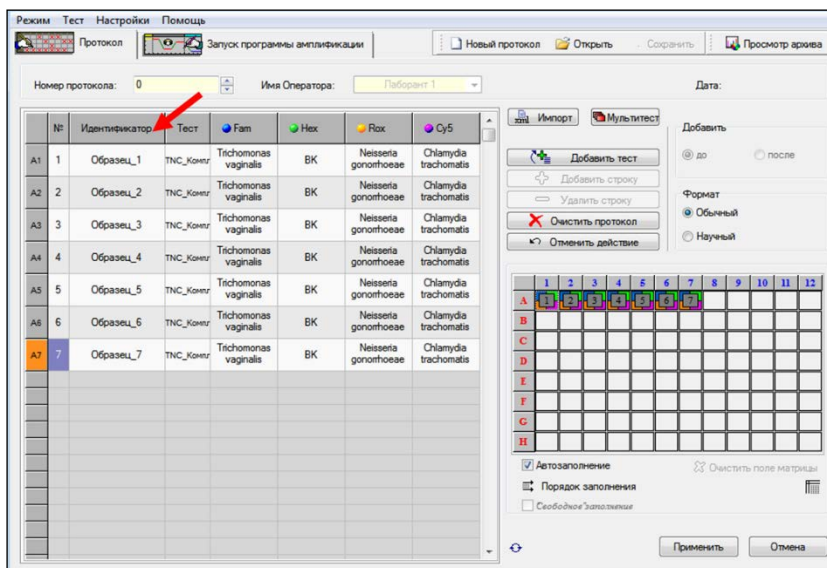 Режим Тест Настройки Помощь
Протокол Запуск программы амплификации Новый протокол Открыть Сохранить Просмотр архива
Номер протокола: 0 Имя Оператора: Лаборант 1 Дата:
№ Идентификатор Тест Fam Hex Rox Cy5
A1 1 Образец_1 TNC_Компл Trichomonas vaginalis ВК Neisseria gonorrhoeae Chlamydia trachomatis
A2 2 Образец_2 TNC_Компл Trichomonas vaginalis ВК Neisseria gonorrhoeae Chlamydia trachomatis
A3 3 Образец_3 TNC_Компл Trichomonas vaginalis ВК Neisseria gonorrhoeae Chlamydia trachomatis
A4 4 Образец_4 TNC_Компл Trichomonas vaginalis ВК Neisseria gonorrhoeae Chlamydia trachomatis
A5 5 Образец_5 TNC_Компл Trichomonas vaginalis ВК Neisseria gonorrhoeae Chlamydia trachomatis
A6 6 Образец_6 TNC_Компл Trichomonas vaginalis ВК Neisseria gonorrhoeae Chlamydia trachomatis
A7 7 Образец_7 TNC_Компл Trichomonas vaginalis ВК Neisseria gonorrhoeae Chlamydia trachomatis
Импорт Мультитест
Добавить тест
Добавить строку
Удалить строку
Очистить протокол
Отменить действие
Добавить
до после
Формат
Обычный
Научный
1 2 3 4 5 6 7 8 9 10 11 12
A 1 2 3 4 5 6 7
B
C
D
E
F
G
H
Автозаполнение Очистить поле матрицы
Порядок заполнения
Свободное заполнение
Применить Отмена